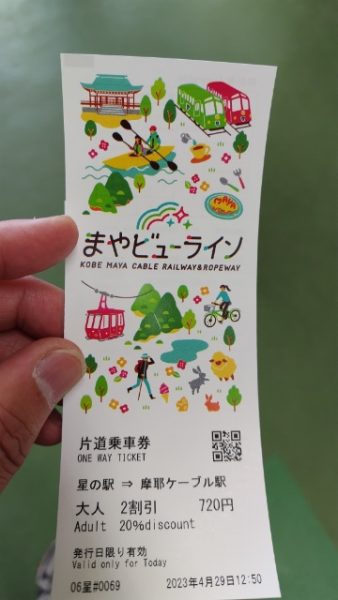 MAYA
まやビューライン
KOBE MAYA CABLE RAILWAY&ROPEWAY
片道乗車券
ONE WAY TICKET
星の駅 ⇒ 摩耶ケーブル駅
大人 2割引 720円
Adult 20%discount
発行日限り有効
Valid only for Today
06星#0069 2023年4月29日12:50